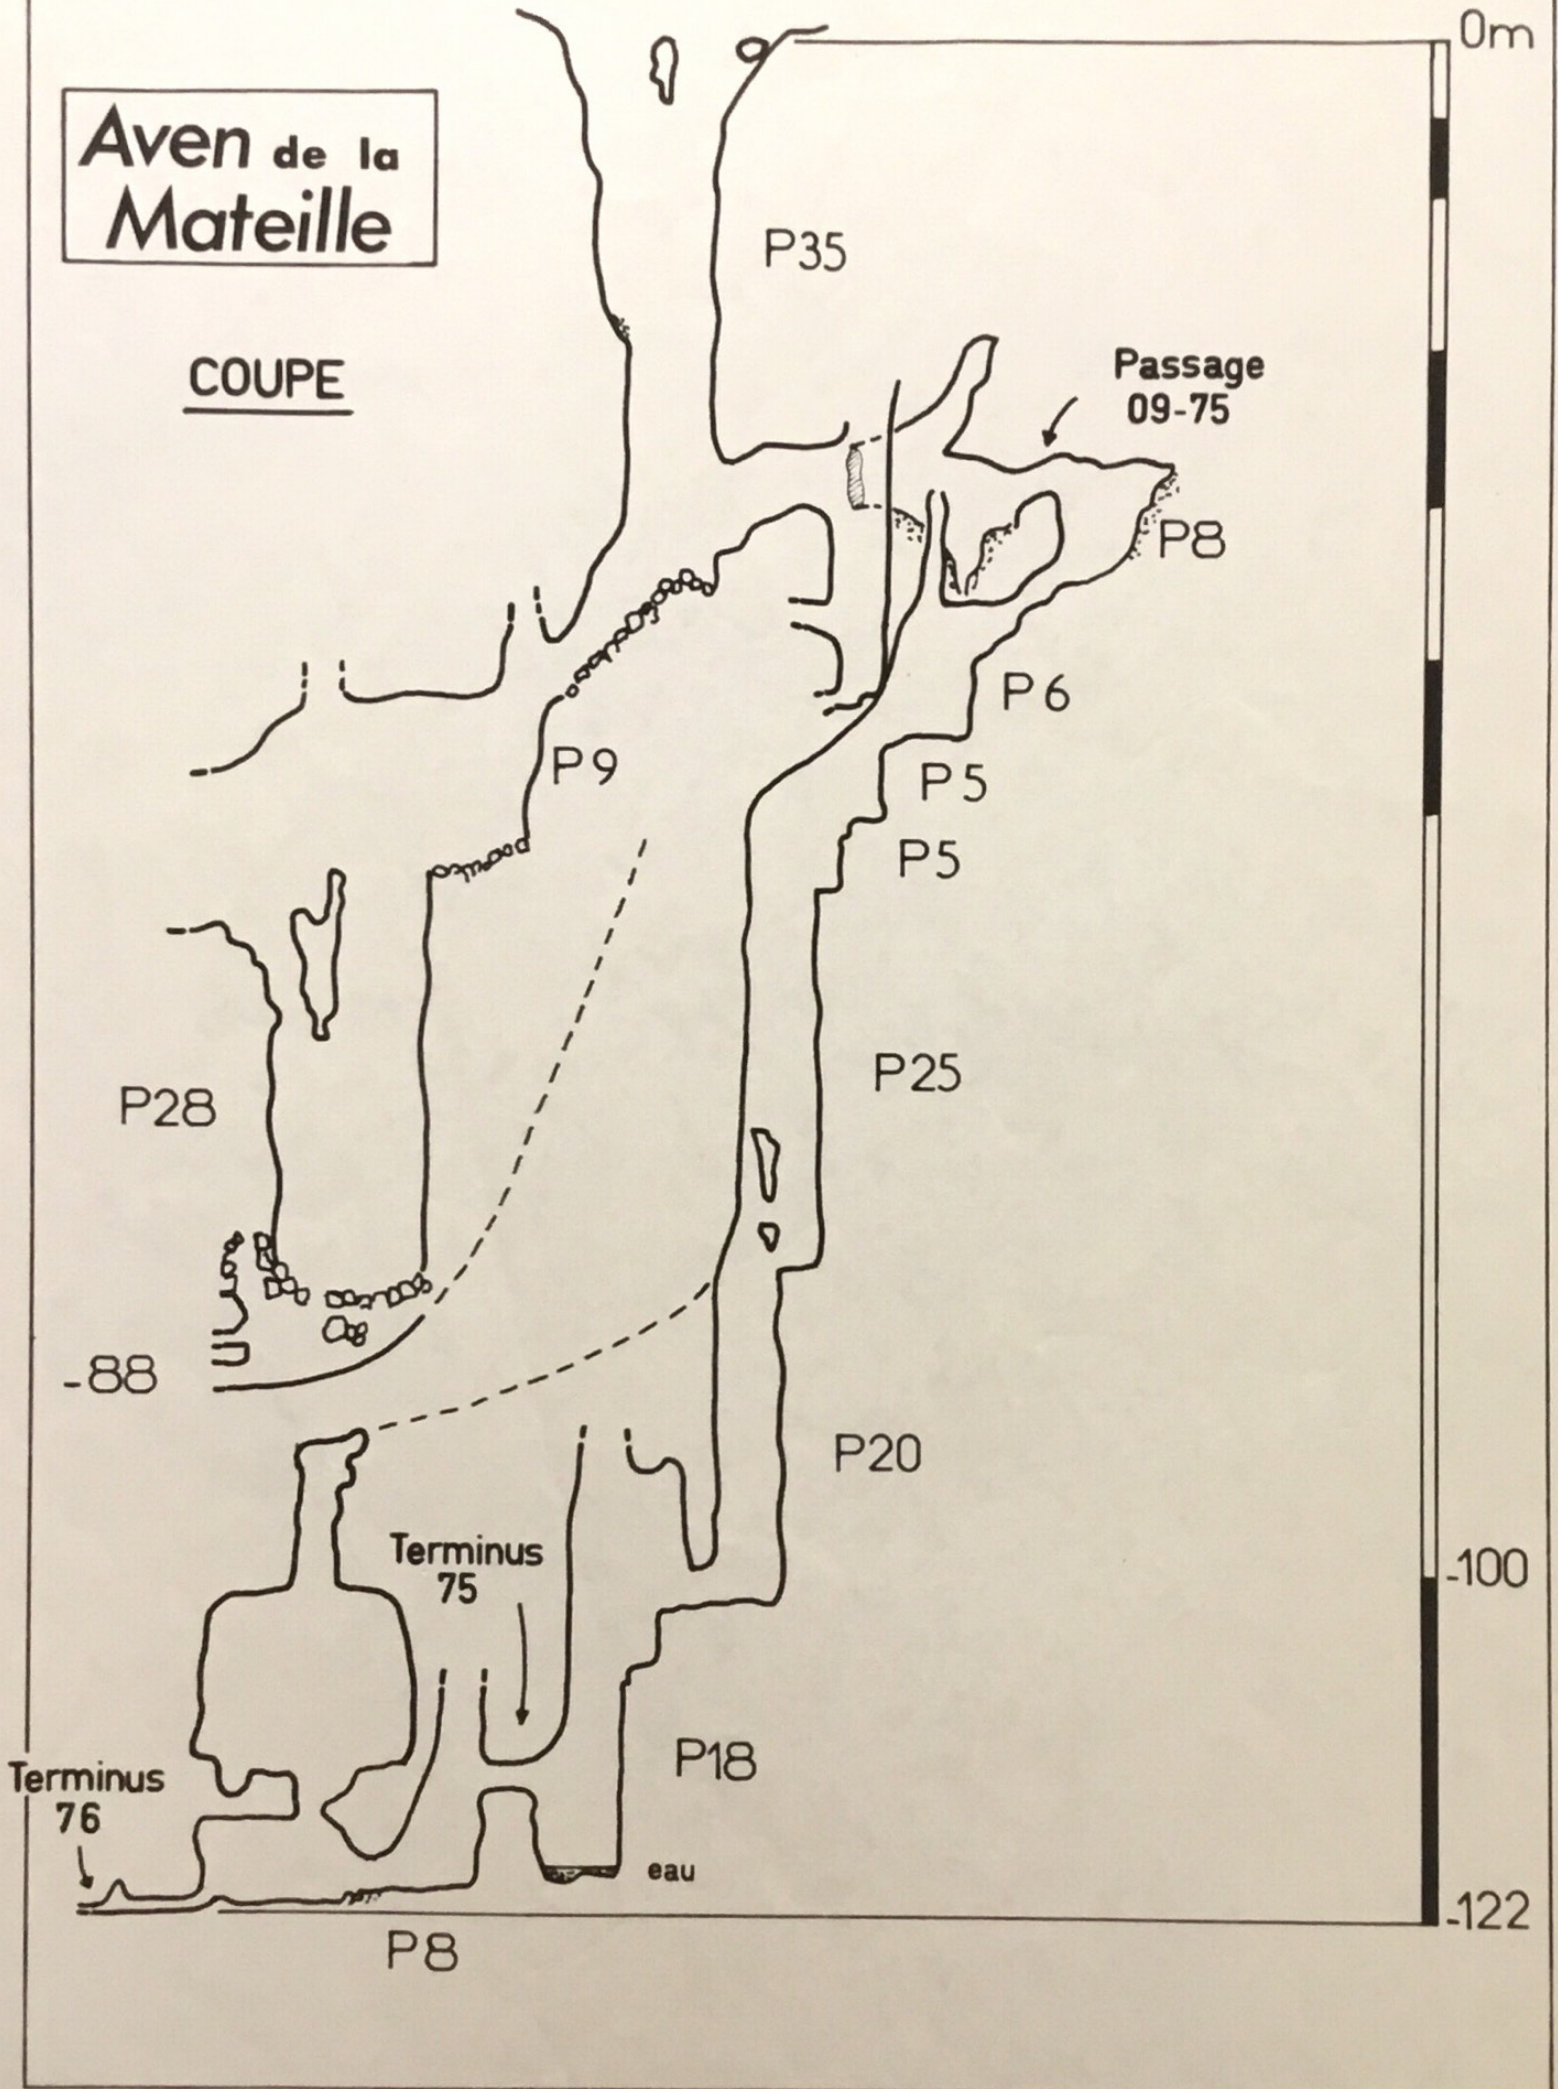 0m
Aven de la
Mateille
P35
COUPE
Passage
09-75
P8
P6
P9
P5
P5
P25
P28
-88
P20
Terminus
75
-100
P18
Terminus
76
eau
-122
P8